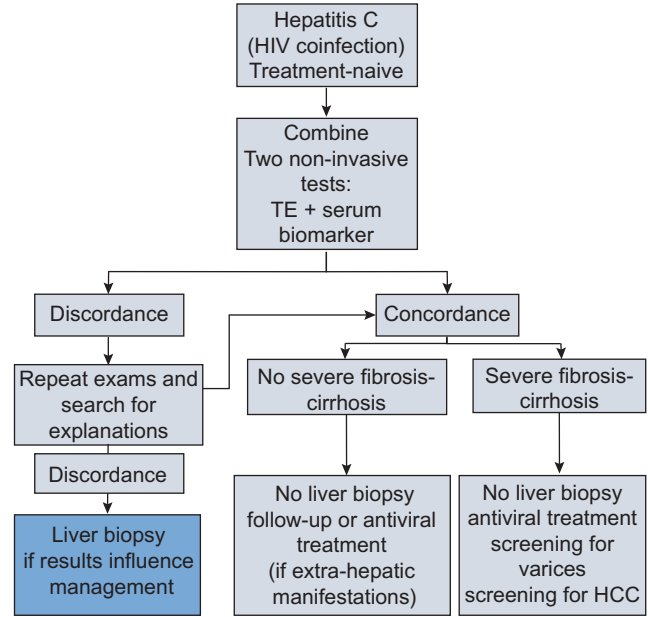 Hepatitis C
(HIV coinfection)
Treatment-naive
Combine
Two non-invasive
tests:
TE + serum
biomarker
Discordance
Concordance
Repeat exams and
search for
explanations
No severe fibrosis-
cirrhosis
Severe fibrosis-
cirrhosis
Discordance
Liver biopsy
if results influence
management
No liver biopsy
follow-up or antiviral
treatment
(if extra-hepatic
manifestations)
No liver biopsy
antiviral treatment
screening for
varices
screening for HCC